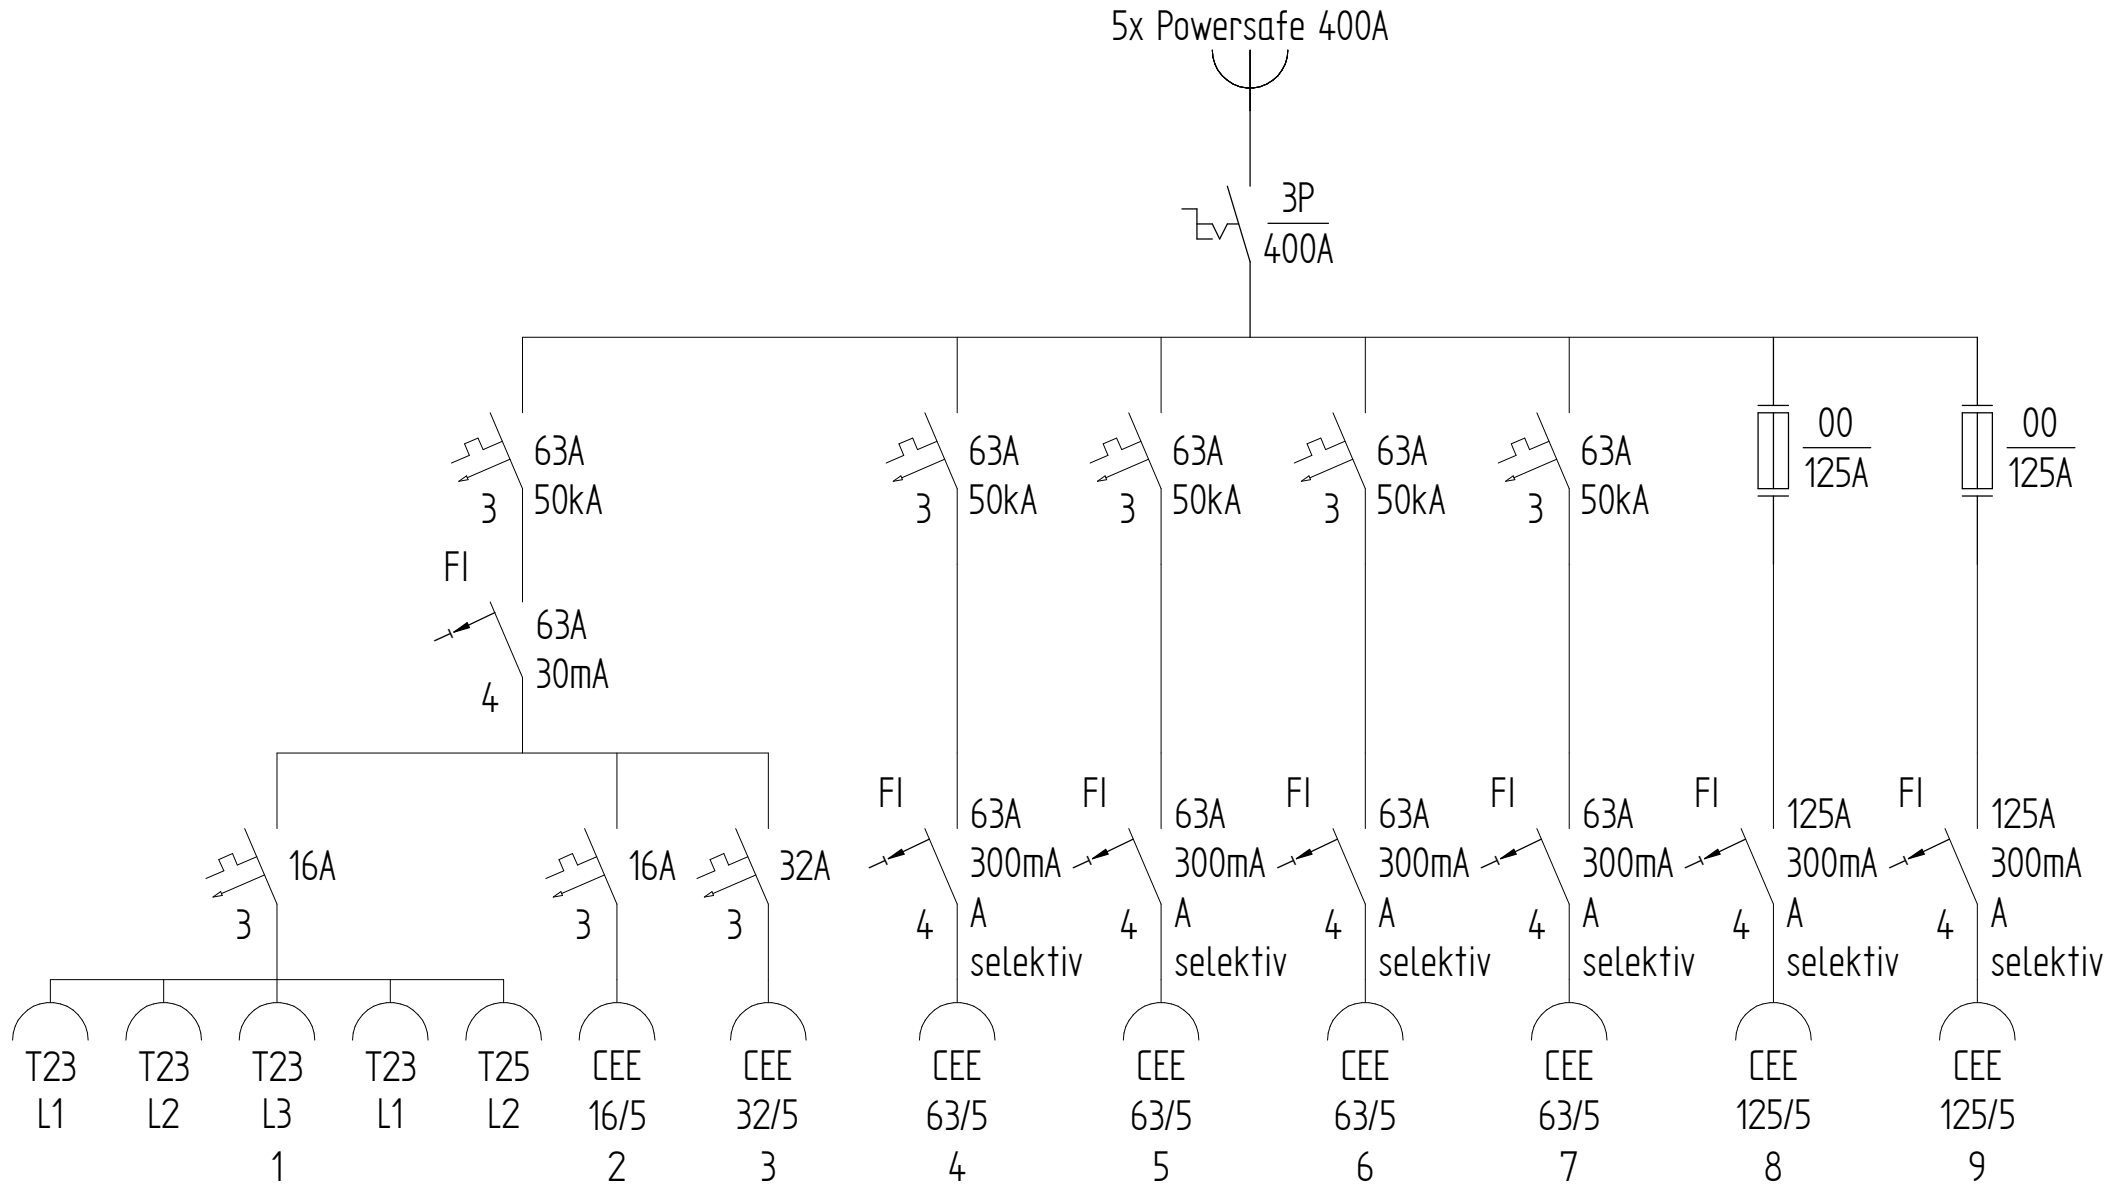 5x Powersafe 400A
3P
400A
63A
50kA
3
63A
50kA
3
63A
50kA
3
63A
50kA
3
63A
50kA
3
00
125A
00
125A
FI
63A
30mA
4
16A
3
16A
3
32A
3
FI
63A
300mA
A
selektiv
4
FI
63A
300mA
A
selektiv
4
FI
63A
300mA
A
selektiv
4
FI
63A
300mA
A
selektiv
4
FI
125A
300mA
A
selektiv
4
FI
125A
300mA
A
selektiv
4
T23 T23 T23 T23 T25 CEE CEE CEE CEE CEE CEE CEE CEE
L1 L2 L3 L1 L2 16/5 32/5 63/5 63/5 63/5 63/5 125/5 125/5
1 2 3 4 5 6 7 8 9